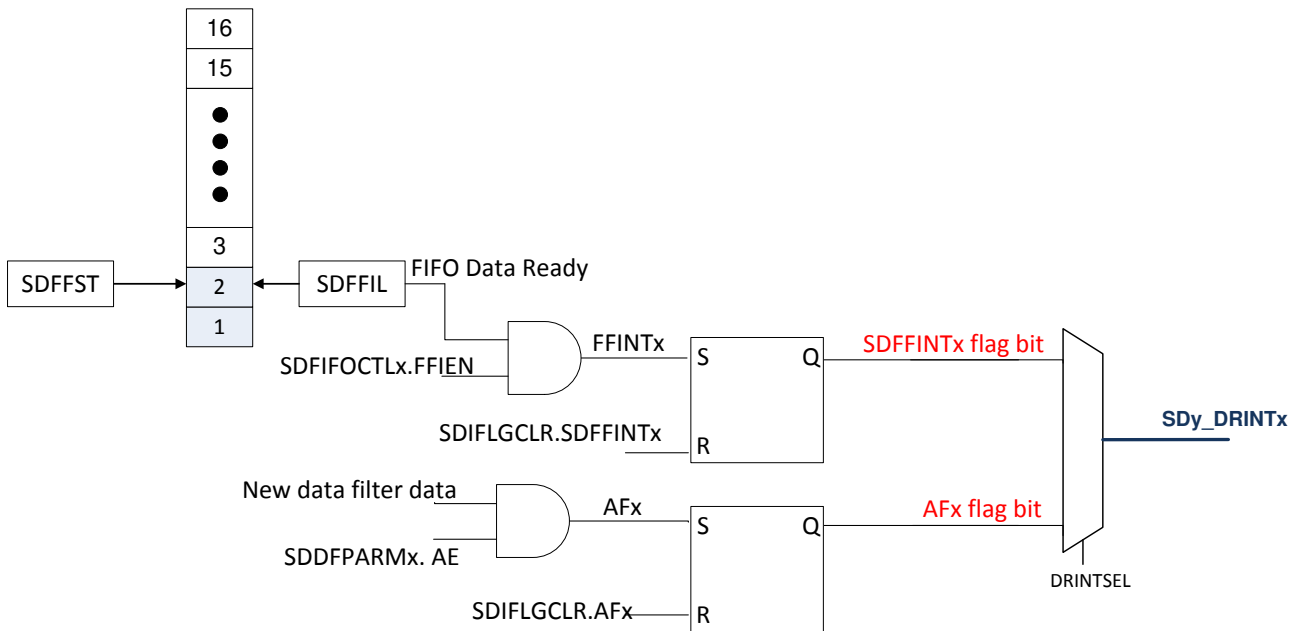 16
15
3
SDFFST
2
SDFFIL
FIFO Data Ready
1
SDFIFOCTLx.FFIEN
FFINTx
S
Q
SDFFINTx flag bit
SDy_DRINTx
SDIFLGCLR.SDFFINTx
R
New data filter data
AFx
S
Q
AFx flag bit
SDDFPARMx. AE
DRINTSEL
SDIFLGCLR.AFx
R